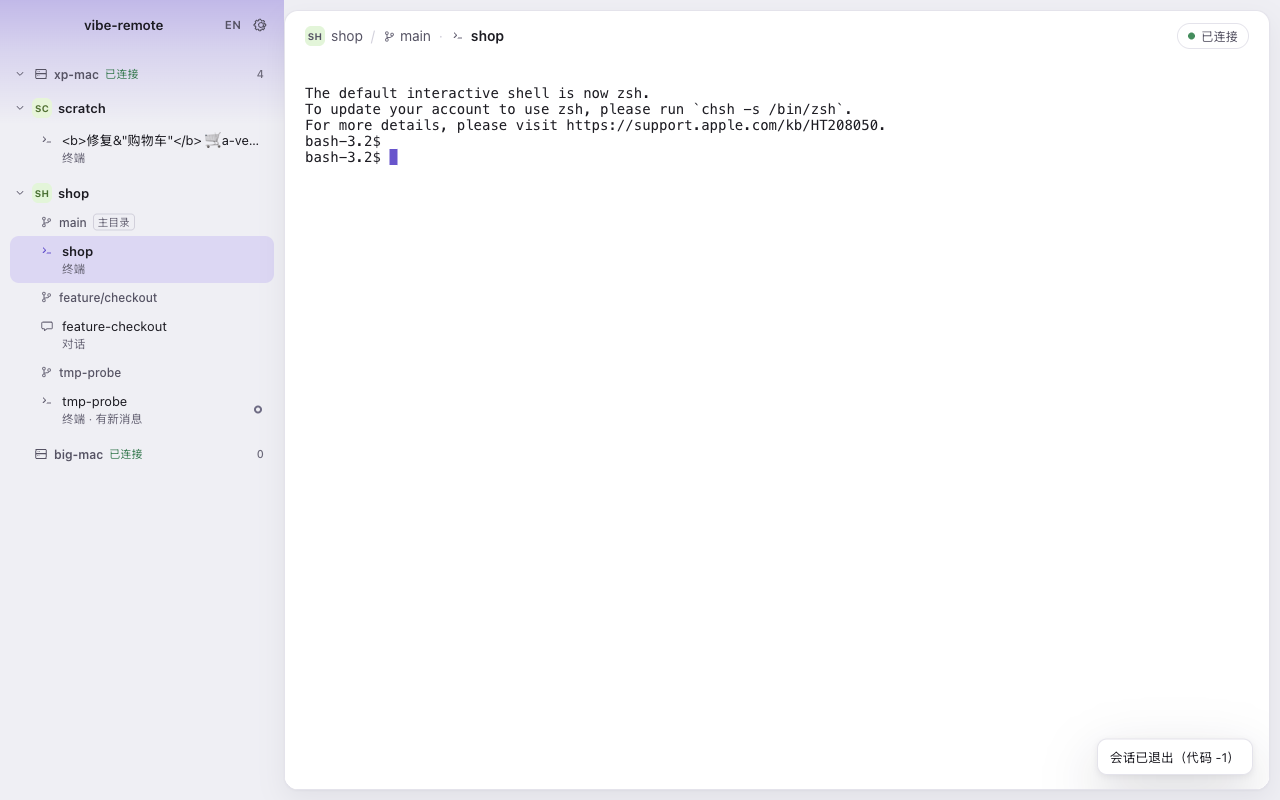 vibe-remote EN
xp-mac 已连接 4
SC scratch
<b>修复&"购物车"</b> 🛒a-ve...
终端
SH shop
main 主目录
shop
终端
feature/checkout
feature-checkout
对话
tmp-probe
tmp-probe
终端 · 有新消息
big-mac 已连接 0
SH shop / main · shop
已连接
The default interactive shell is now zsh.
To update your account to use zsh, please run `chsh -s /bin/zsh`.
For more details, please visit https://support.apple.com/kb/HT208050.
bash-3.2$
bash-3.2$
会话已退出（代码 -1）